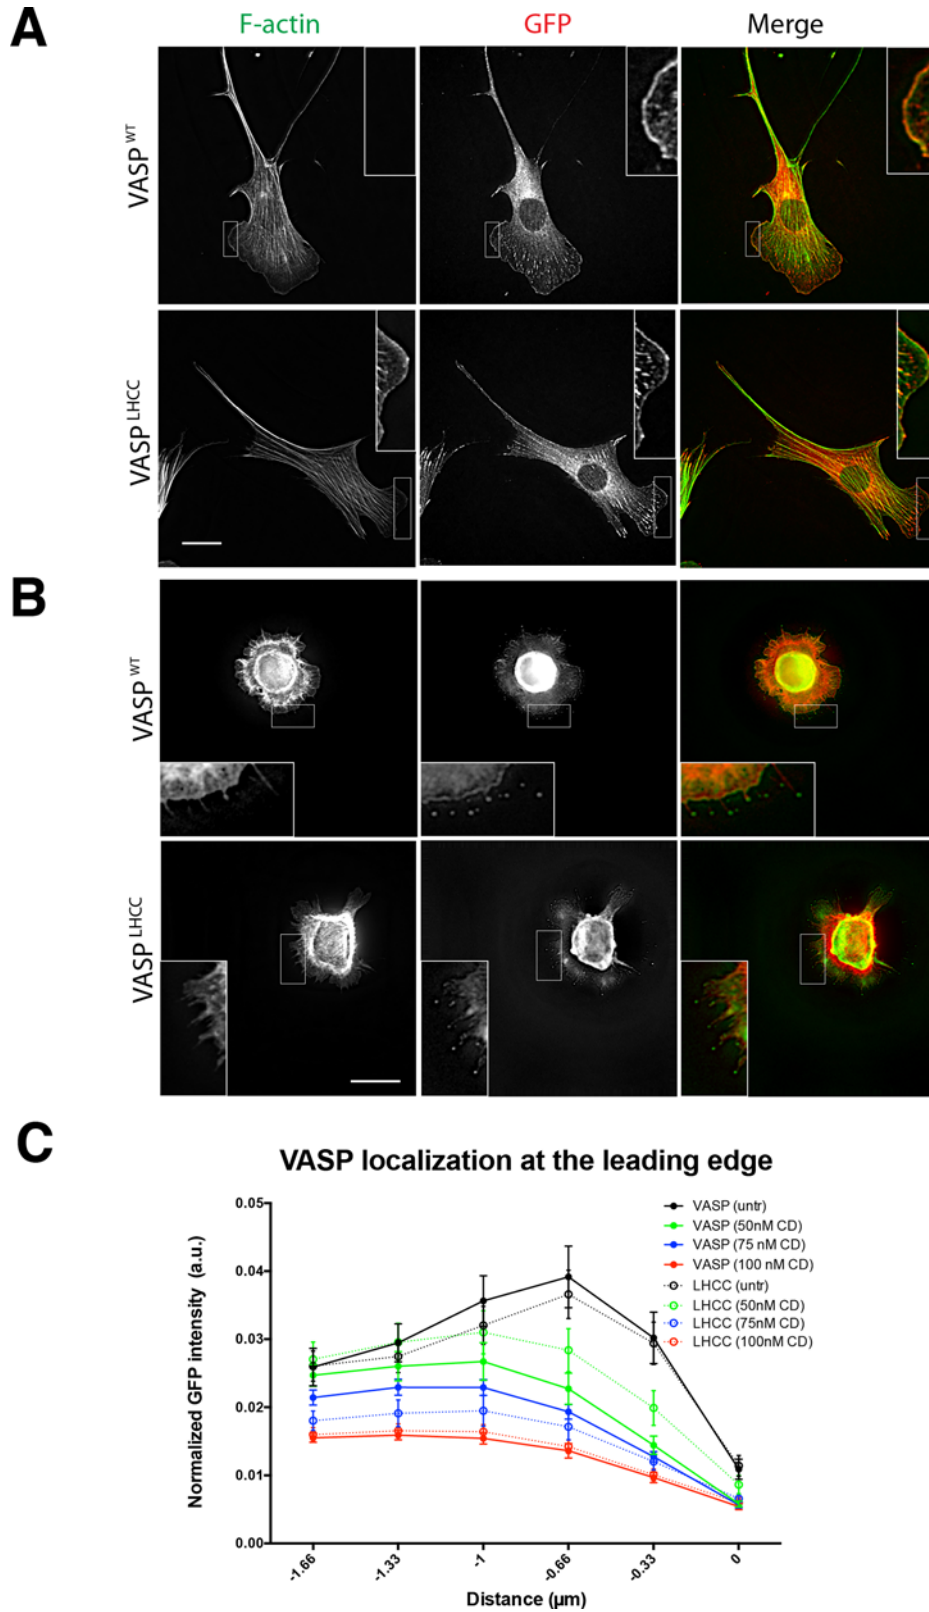 A
F-actin
GFP
Merge
VASP WT
VASP LHCC
B
VASP WT
VASP LHCC
C
VASP localization at the leading edge
Normalized GFP intensity (a.u.)
0.05
0.04
0.03
0.02
0.01
0.00
VASP (untr)
VASP (50nM CD)
VASP (75 nM CD)
VASP (100 nM CD)
LHCC (untr)
LHCC (50nM CD)
LHCC (75nM CD)
LHCC (100nM CD)
-1.66
-1.33
-1
-0.66
-0.33
0
Distance (µm)